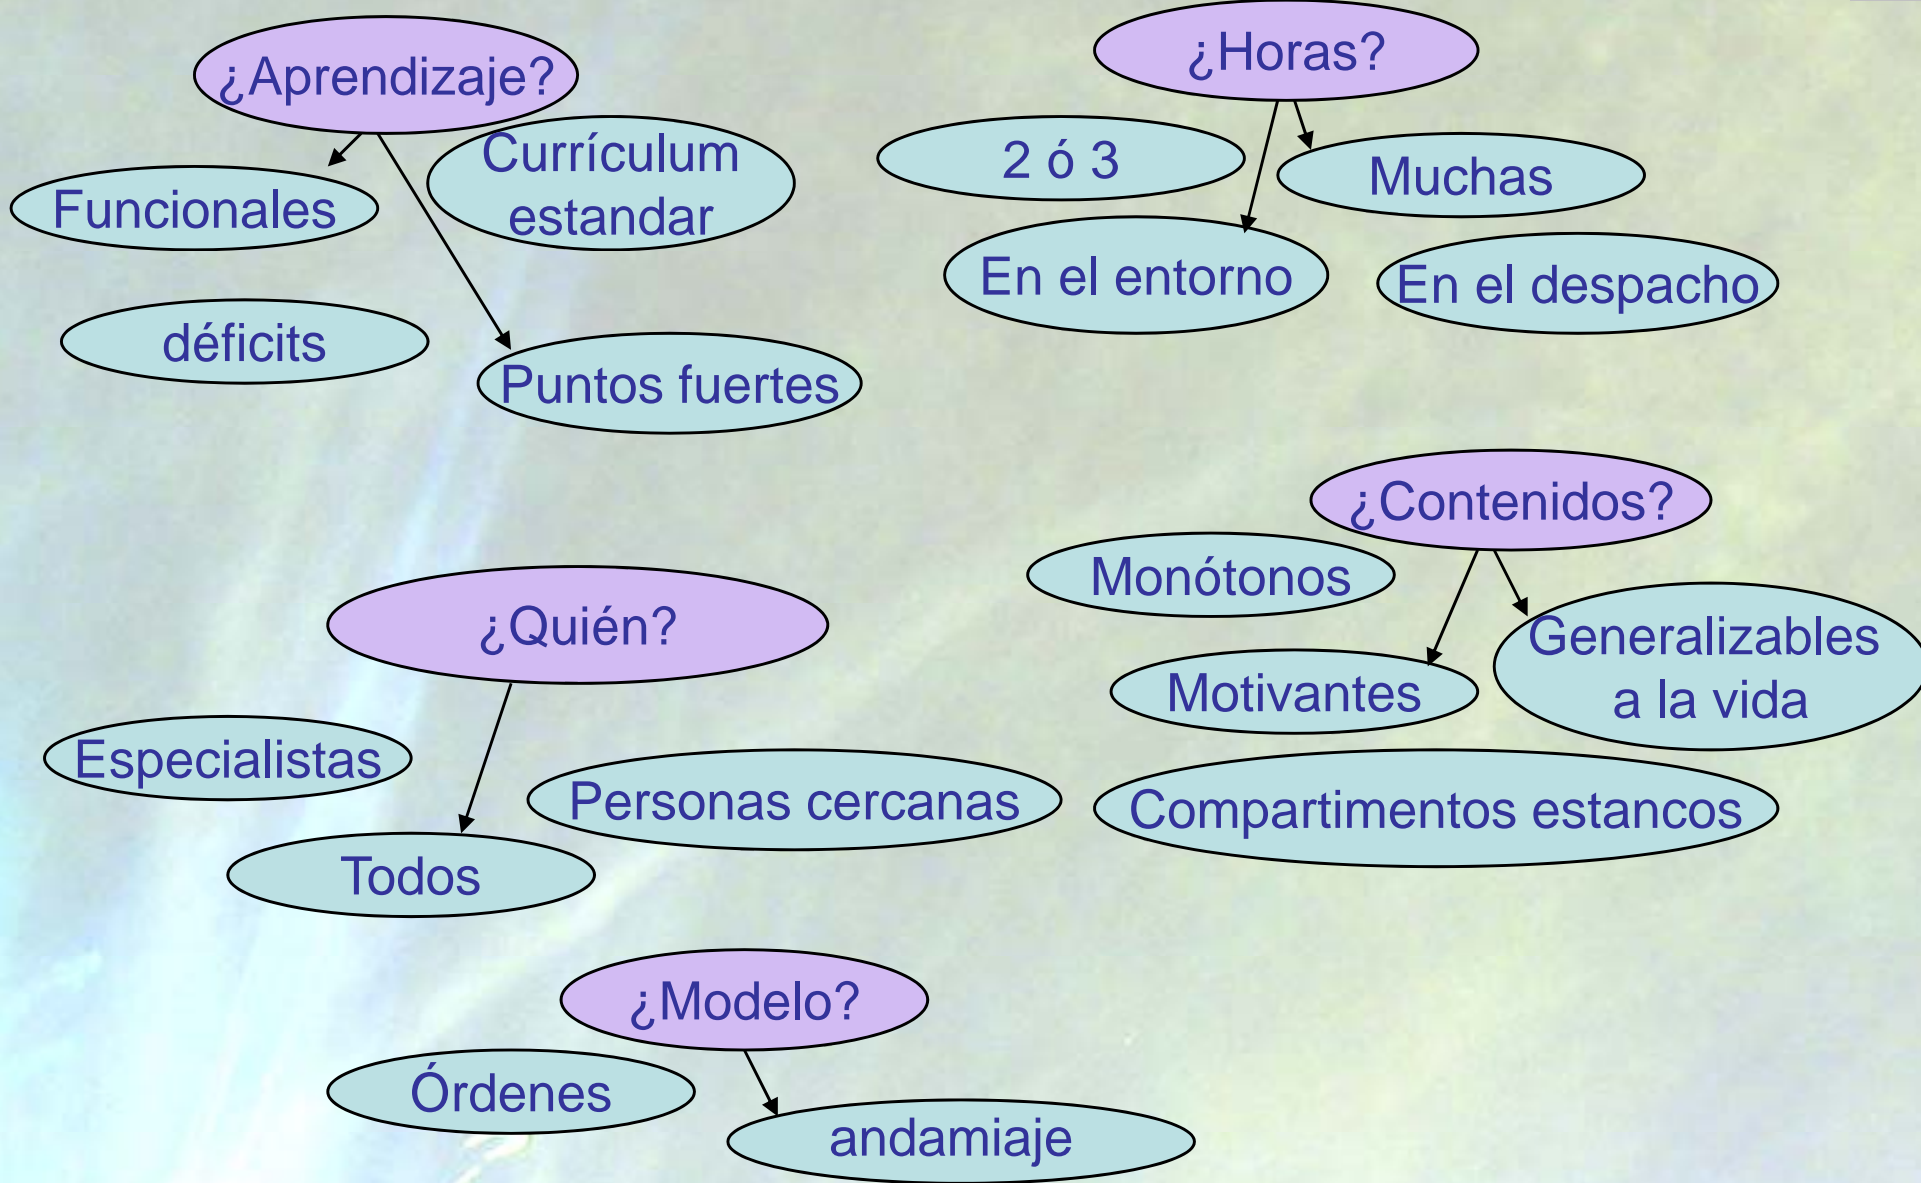 ¿Aprendizaje?
Funcionales
Currículum
estandar
déficits
Puntos fuertes
¿Horas?
2 ó 3
Muchas
En el entorno
En el despacho
¿Contenidos?
Monótonos
Generalizables
a la vida
Motivantes
Compartimentos estancos
¿Quién?
Especialistas
Personas cercanas
Todos
¿Modelo?
Órdenes
andamiaje